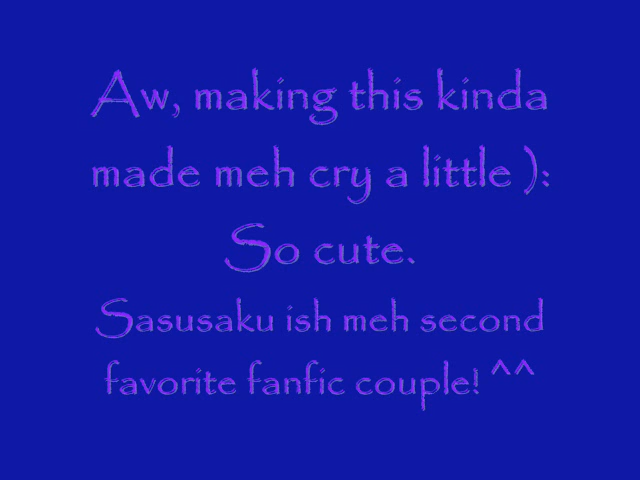 Aw, making this kinda
made meh cry a little ):
So cute.
Sasusaku ish meh second
favorite fanfic couple! ^^